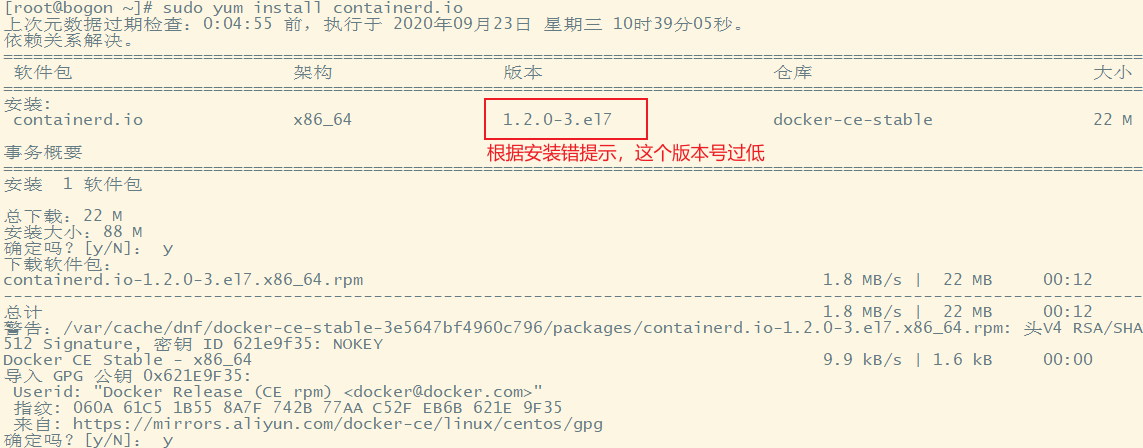 [root@bogon ~]# sudo yum install containerd.io
上次元数据过期检查：0:04:55 前，执行于 2020年09月23日 星期三 10时39分05秒。
依赖关系解决。
================================================================================
软件包 架构 版本 仓库 大小
================================================================================
安装:
containerd.io x86_64 1.2.0-3.el7 docker-ce-stable 22 M
根据安装错提示，这个版本号过低
事务概要
================================================================================
安装 1 软件包
总下载：22 M
安装大小：88 M
确定吗？[y/N]： y
下载软件包：
containerd.io-1.2.0-3.el7.x86_64.rpm 1.8 MB/s | 22 MB 00:12
--------------------------------------------------------------------------------
总计 1.8 MB/s | 22 MB 00:12
警告：/var/cache/dnf/docker-ce-stable-3e5647bf4960c796/packages/containerd.io-1.2.0-3.el7.x86_64.rpm: 头V4 RSA/SHA
512 Signature, 密钥 ID 621e9f35: NOKEY
Docker CE Stable - x86_64 9.9 kB/s | 1.6 kB 00:00
导入 GPG 公钥 0x621E9F35:
Userid: "Docker Release (CE rpm) <docker@docker.com>"
指纹: 060A 61C5 1B55 8A7F 742B 77AA C52F EB6B 621E 9F35
来自: https://mirrors.aliyun.com/docker-ce/linux/centos/gpg
确定吗？[y/N]： y